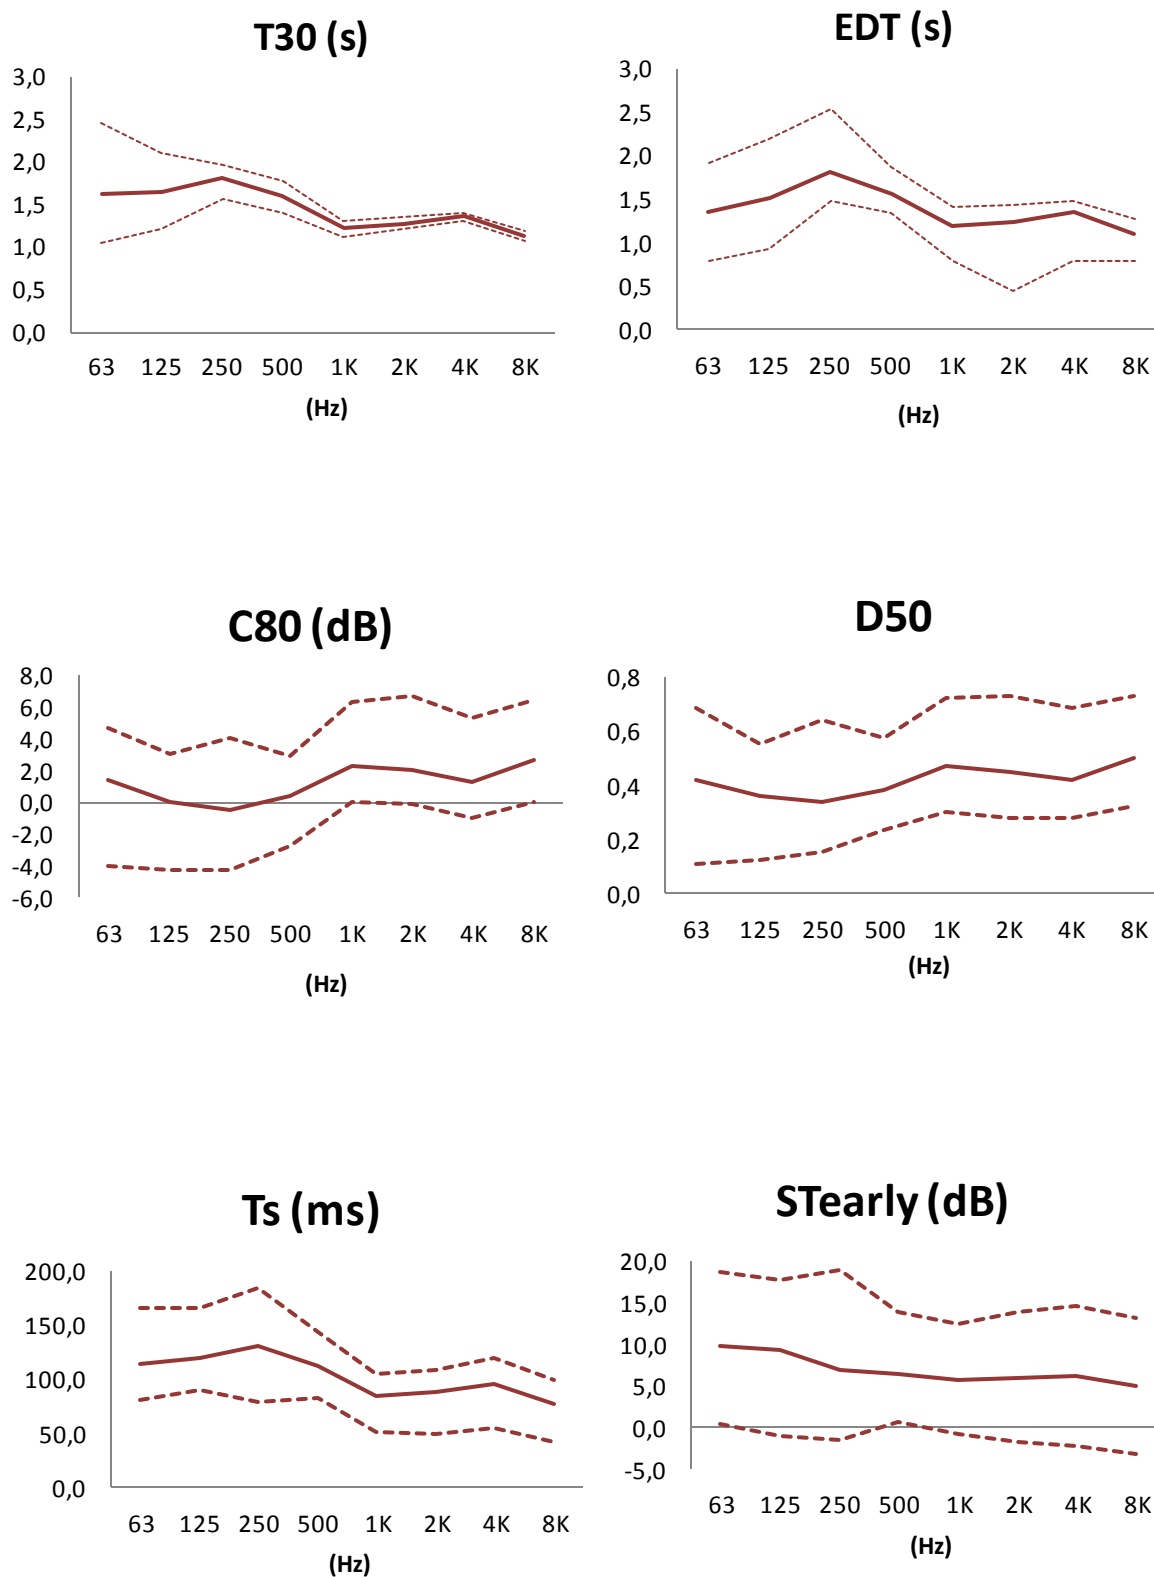 T30 (s)
3,0
2,5
2,0
1,5
1,0
0,5
0,0
63 125 250 500 1K 2K 4K 8K
(Hz)
EDT (s)
3,0
2,5
2,0
1,5
1,0
0,5
0,0
63 125 250 500 1K 2K 4K 8K
(Hz)
C80 (dB)
8,0
6,0
4,0
2,0
0,0
-2,0
-4,0
-6,0
63 125 250 500 1K 2K 4K 8K
(Hz)
D50
0,8
0,6
0,4
0,2
0,0
63 125 250 500 1K 2K 4K 8K
(Hz)
Ts (ms)
200,0
150,0
100,0
50,0
0,0
63 125 250 500 1K 2K 4K 8K
(Hz)
STearly (dB)
20,0
15,0
10,0
5,0
0,0
-5,0
63 125 250 500 1K 2K 4K 8K
(Hz)